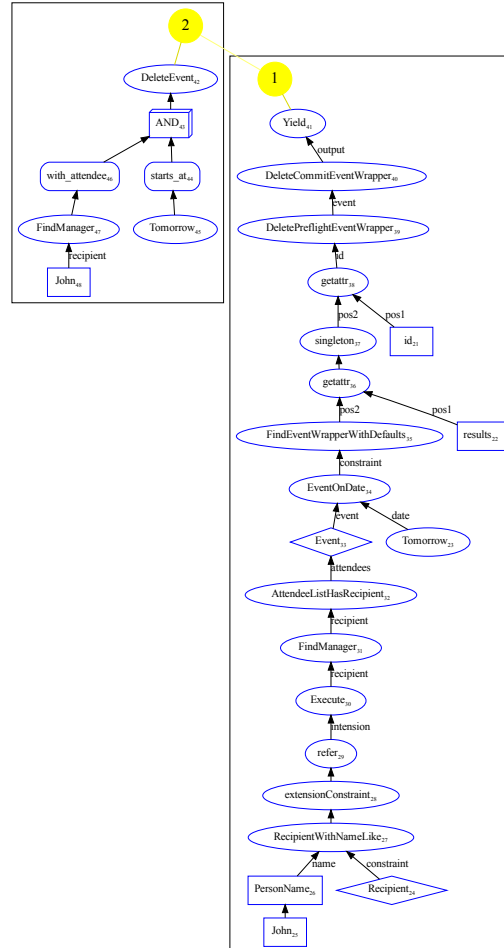 2
1
DeleteEvent42
AND43
with_attendee46
starts_at44
FindManager47
Tomorrow45
recipient
John48
Yield41
output
DeleteCommitEventWrapper40
event
DeletePreflightEventWrapper39
id
getattr38
pos2
pos1
singleton37
id21
getattr36
pos2
pos1
FindEventWrapperWithDefaults35
results22
constraint
EventOnDate34
event
date
Event33
Tomorrow23
attendees
AttendeeListHasRecipient32
recipient
FindManager31
recipient
Execute30
intension
refer29
extensionConstraint28
RecipientWithNameLike27
name
constraint
PersonName26
Recipient24
John25